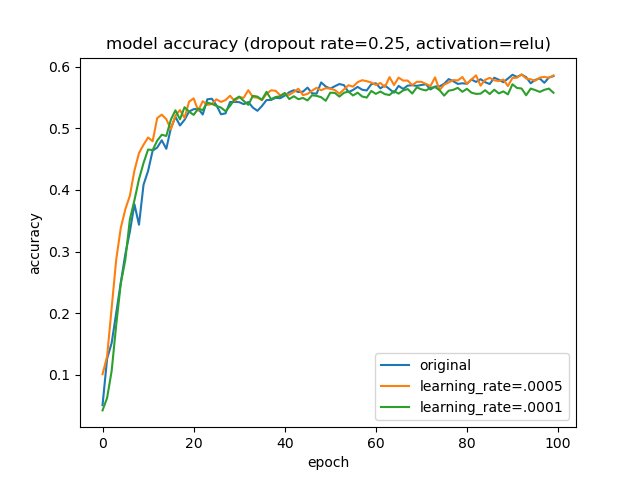 model accuracy (dropout rate=0.25, activation=relu)
0.6
0.5
0.4
0.3
0.2
0.1
accuracy
0 20 40 60 80 100
epoch
original
learning_rate=.0005
learning_rate=.0001